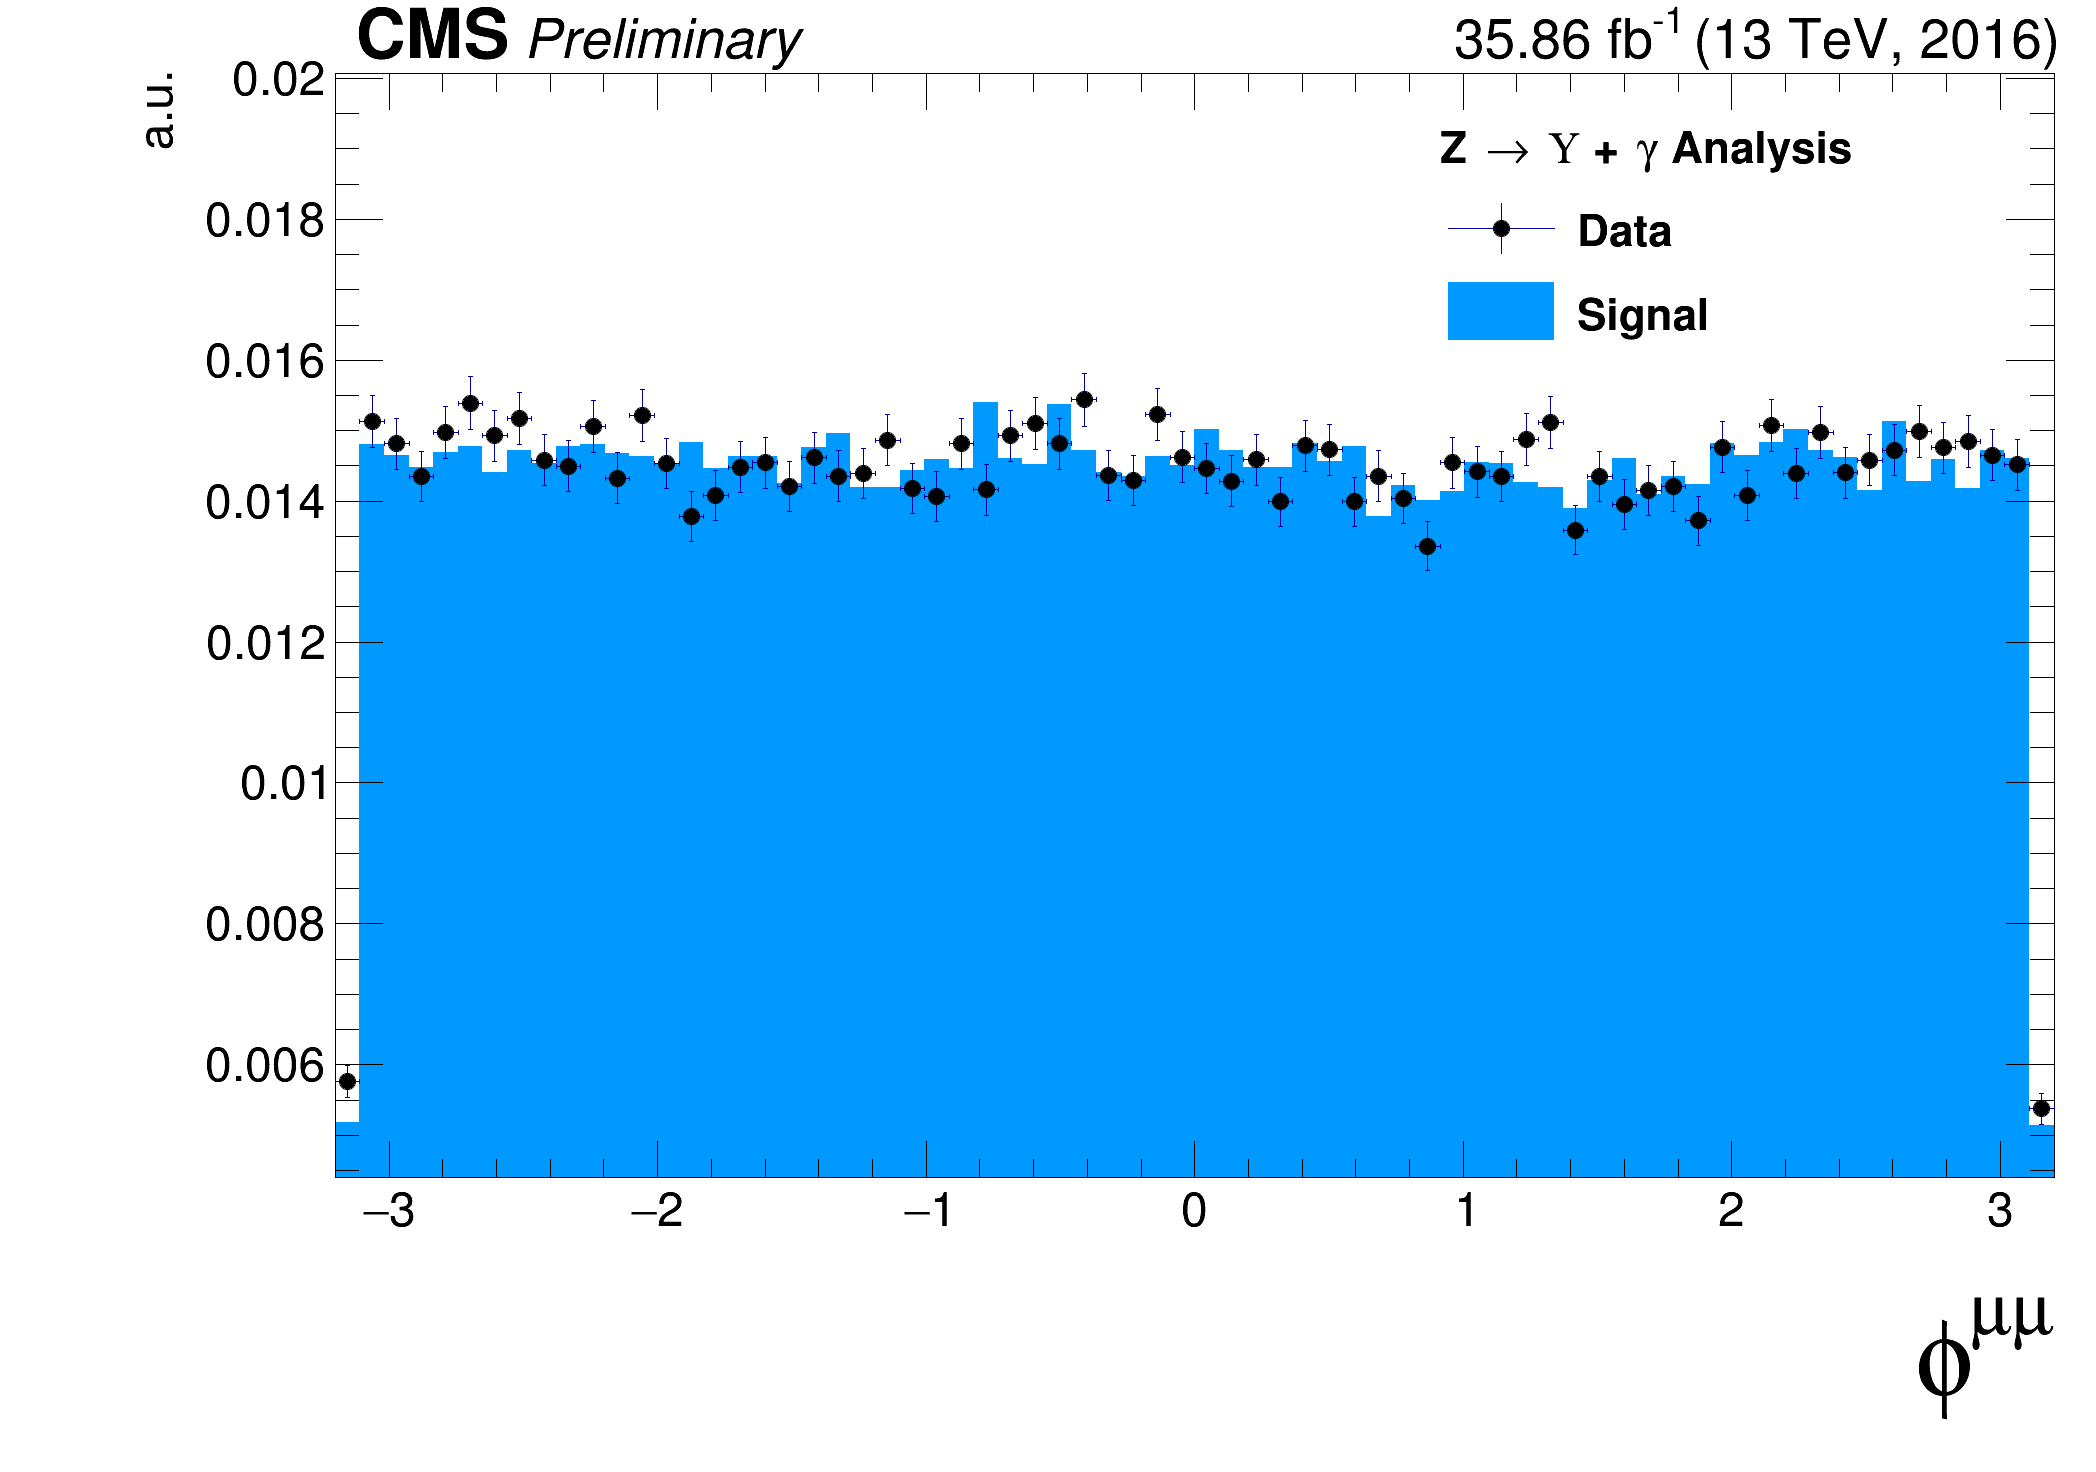 CMS Preliminary
35.86 fb⁻¹ (13 TeV, 2016)
a.u.
0.02
0.018
0.016
0.014
0.012
0.01
0.008
0.006
Z → Υ + γ Analysis
Data
Signal
−3 −2 −1 0 1 2 3
ϕ^μμ